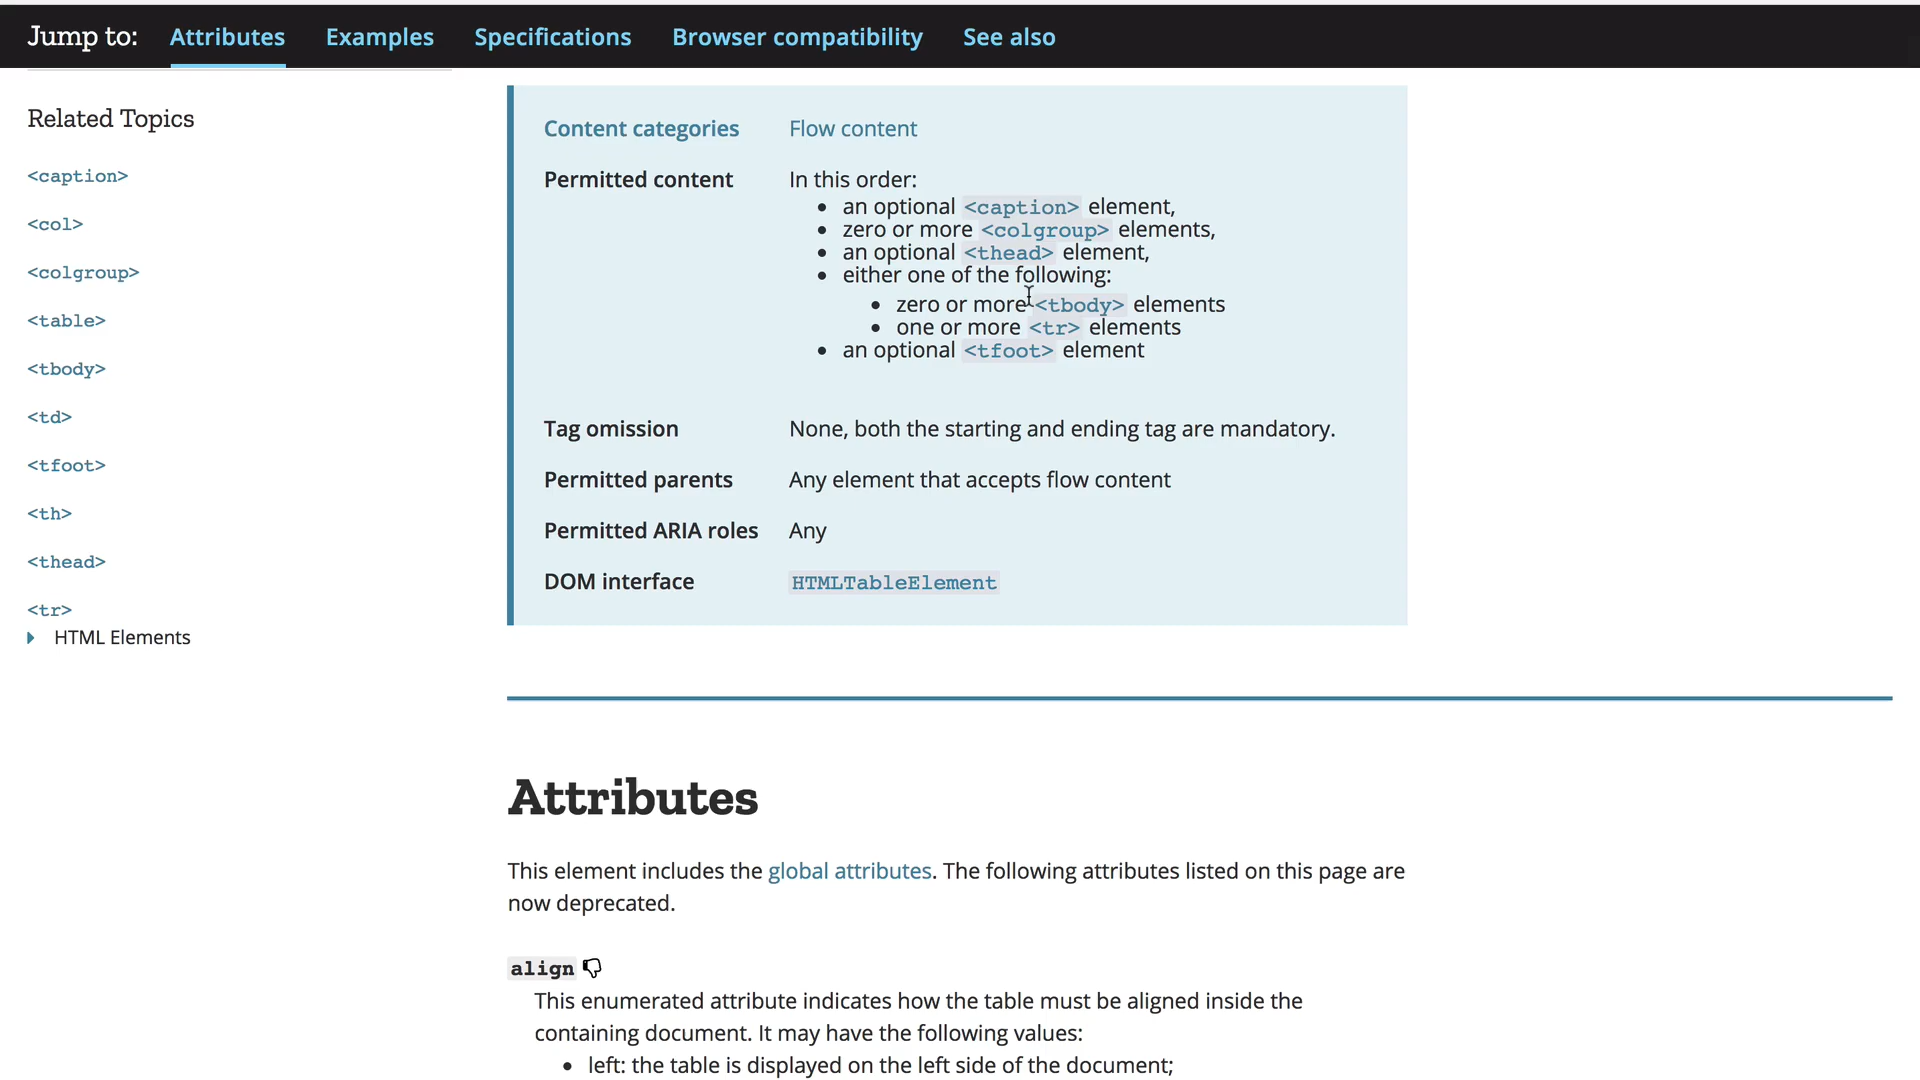 Jump to: Attributes Examples Specifications Browser compatibility See also
Related Topics
<caption>
<col>
<colgroup>
<table>
<tbody>
<td>
<tfoot>
<th>
<thead>
<tr>
HTML Elements
Content categories Flow content
Permitted content In this order:
• an optional <caption> element,
• zero or more <colgroup> elements,
• an optional <thead> element,
• either one of the following:
• zero or more <tbody> elements
• one or more <tr> elements
• an optional <tfoot> element
Tag omission None, both the starting and ending tag are mandatory.
Permitted parents Any element that accepts flow content
Permitted ARIA roles Any
DOM interface HTMLTableElement
Attributes
This element includes the global attributes. The following attributes listed on this page are
now deprecated.
align
This enumerated attribute indicates how the table must be aligned inside the
containing document. It may have the following values:
• left: the table is displayed on the left side of the document;